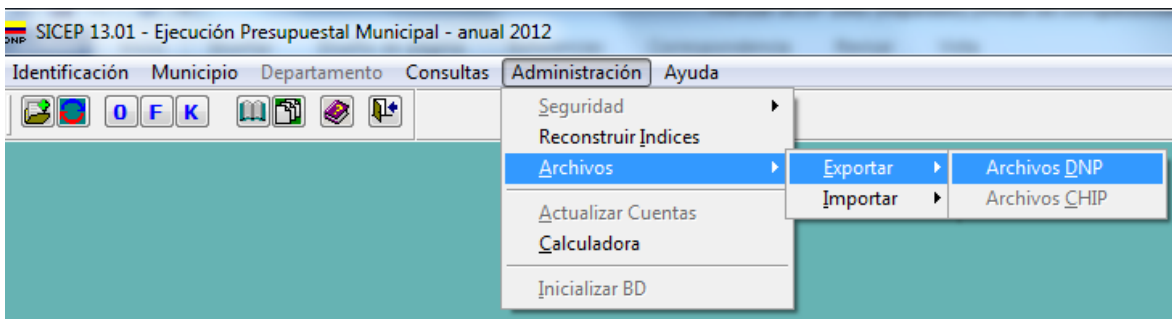 DNP SICEP 13.01 - Ejecución Presupuestal Municipal - anual 2012
Identificación Municipio Departamento Consultas Administración Ayuda
O F K
Seguridad
Reconstruir Indices
Archivos Exportar Archivos DNP
Importar Archivos CHIP
Actualizar Cuentas
Calculadora
Inicializar BD